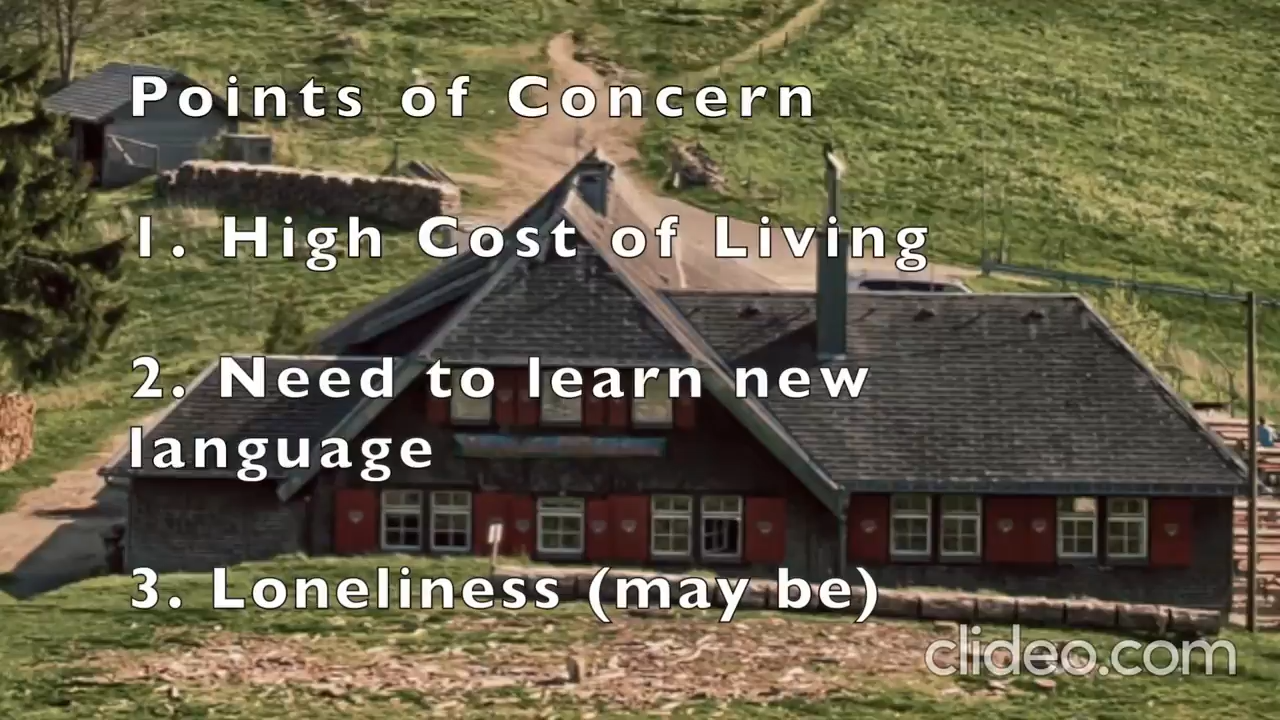 Points of Concern
1. High Cost of Living
2. Need to learn new
language
3. Loneliness (may be)
clideo.com